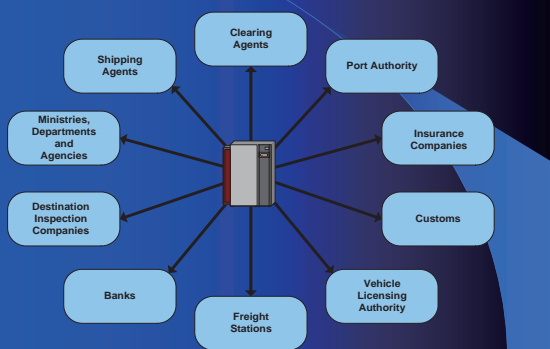 Clearing
Agents
Shipping
Agents
Port Authority
Ministries,
Departments
and
Agencies
Insurance
Companies
Destination
Inspection
Companies
Customs
Banks
Vehicle
Licensing
Authority
Freight
Stations